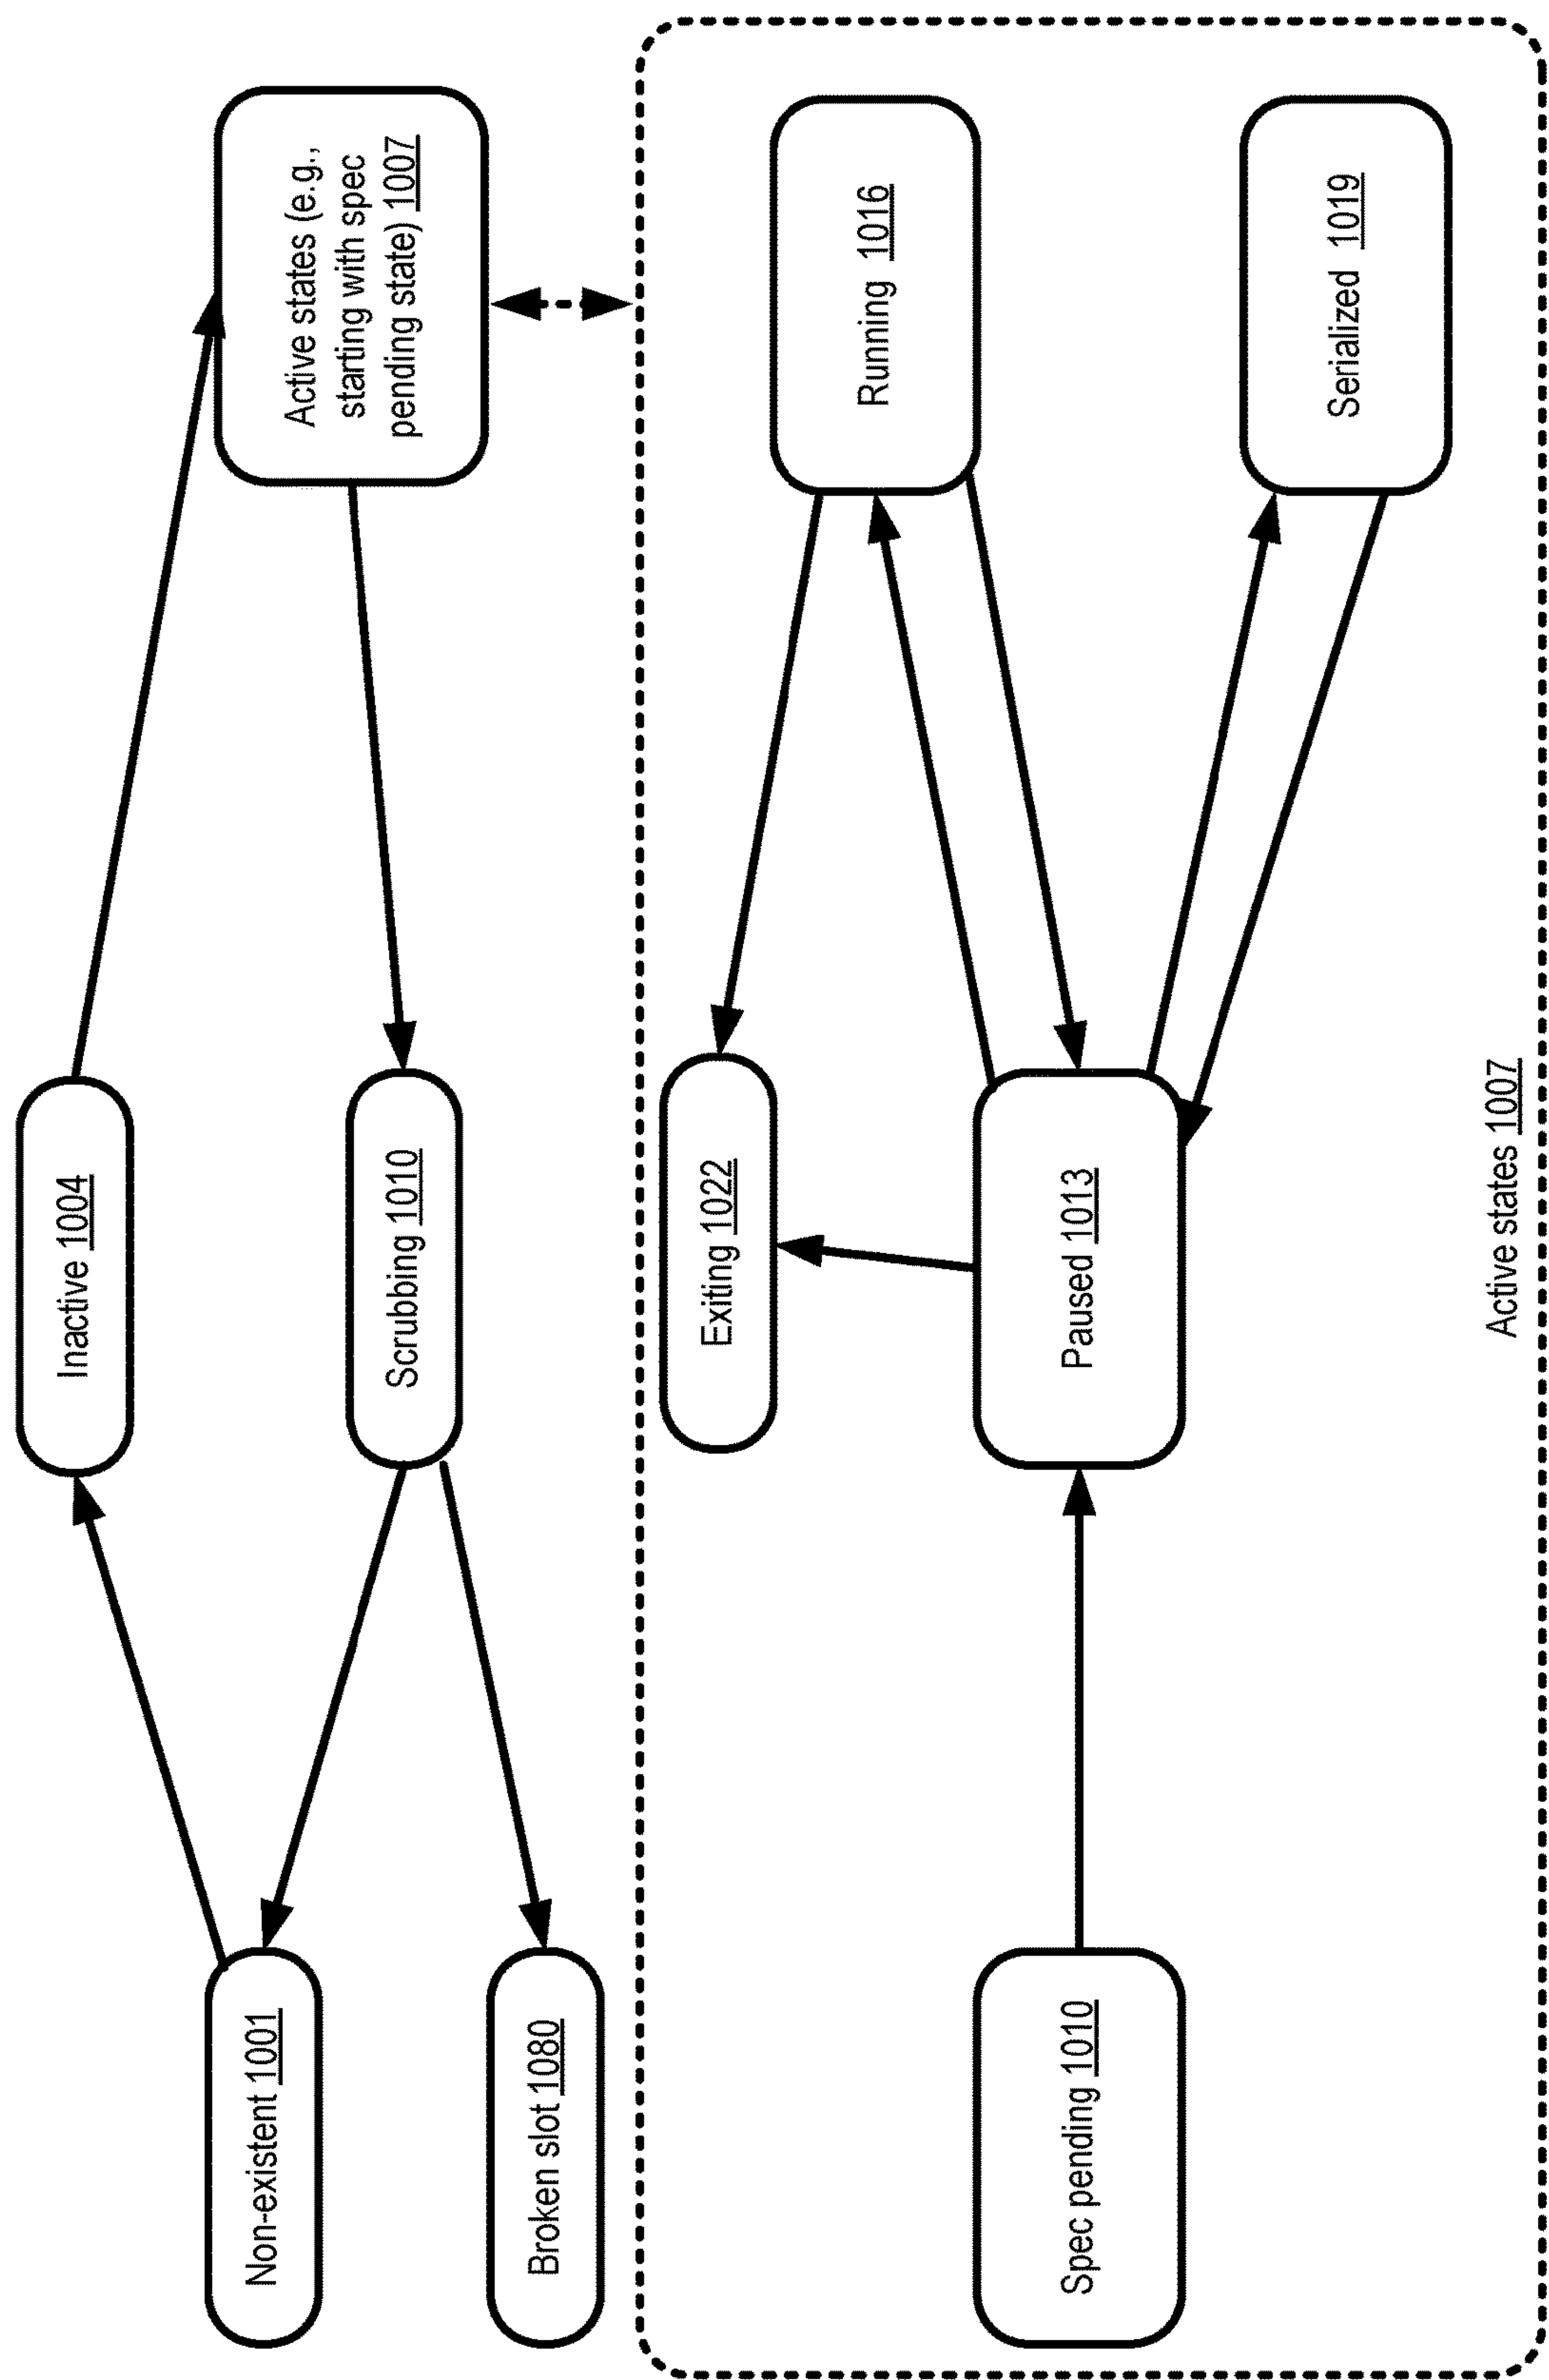 Inactive 1004
Non-existent 1001
Active states (e.g.,
starting with spec
pending state) 1007
Scrubbing 1010
Broken slot 1080
Exiting 1022
Running 1016
Spec pending 1010
Paused 1013
Serialized 1019
Active states 1007